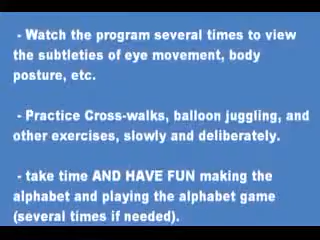 - Watch the program several times to view
the subtleties of eye movement, body
posture, etc.
- Practice Cross-walks, balloon juggling, and
other exercises, slowly and deliberately.
- take time AND HAVE FUN making the
alphabet and playing the alphabet game
(several times if needed).